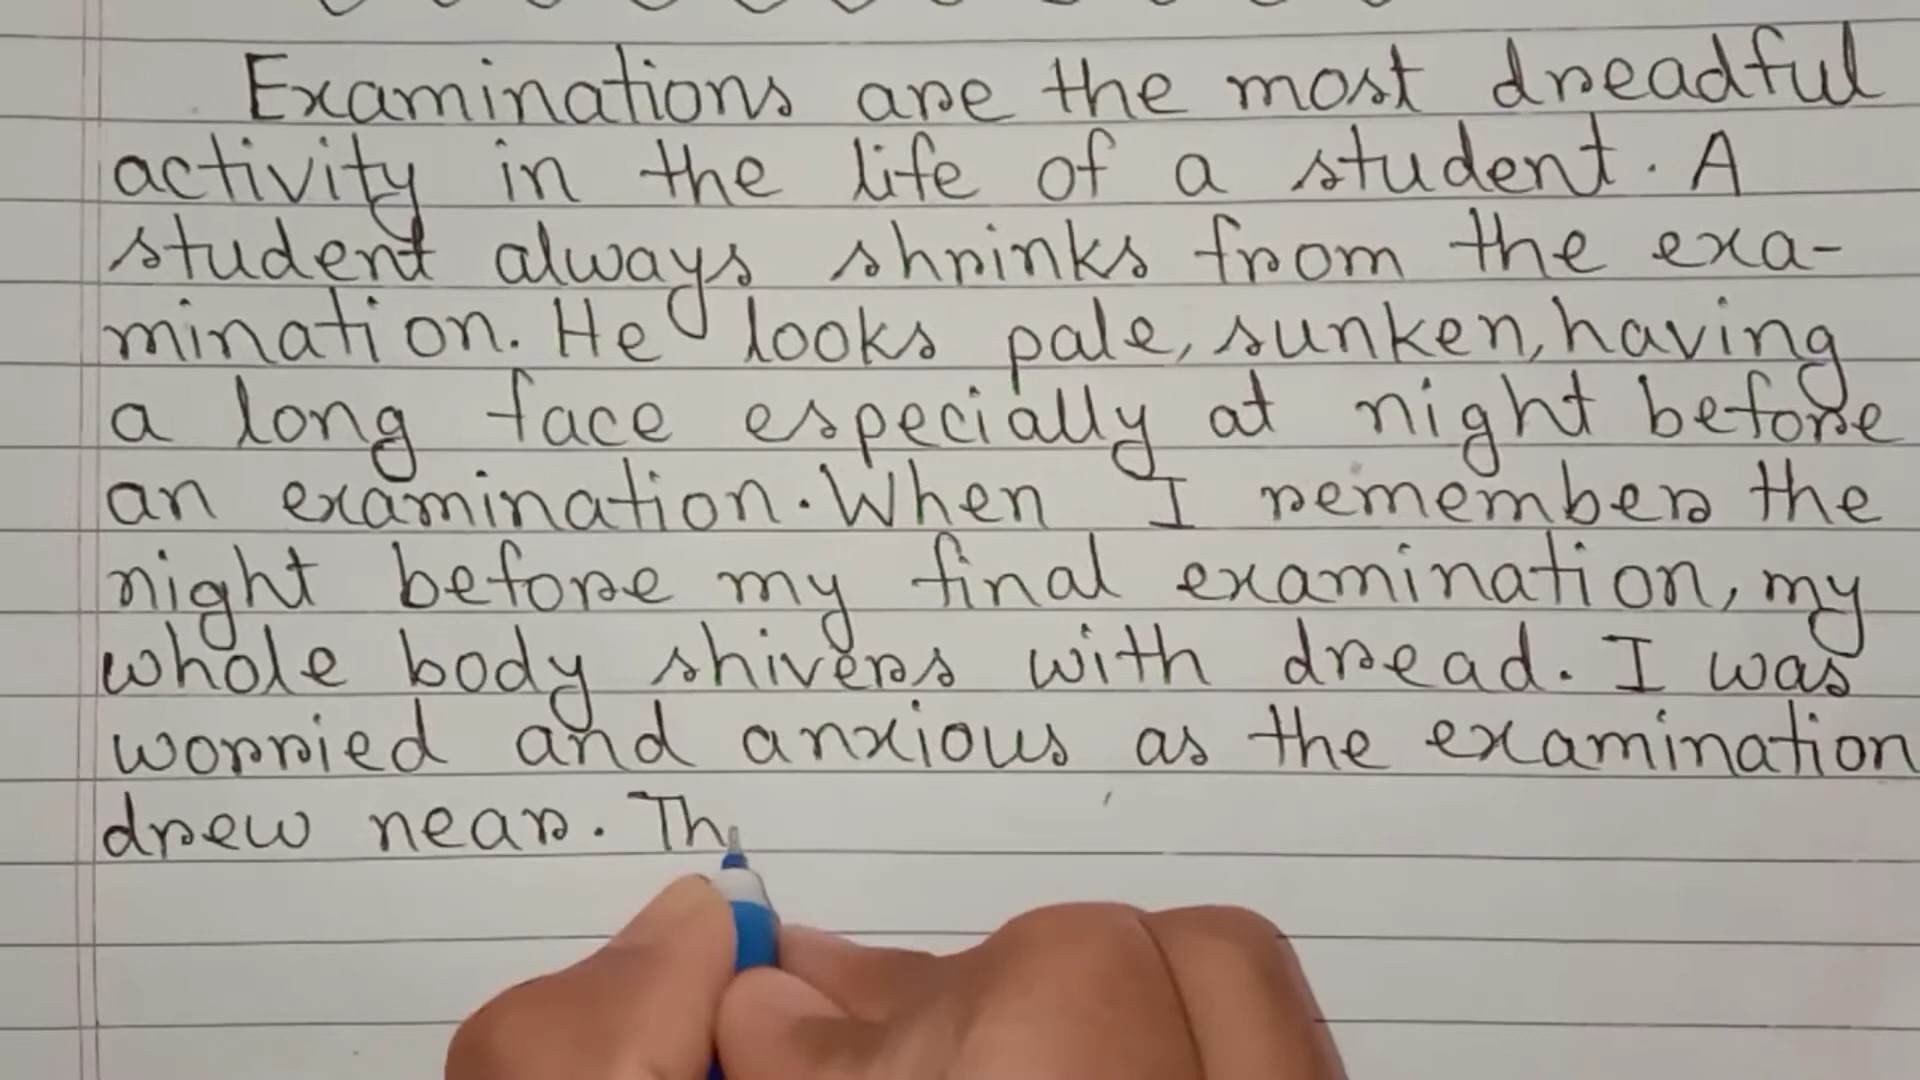 Examinations are the most dreadful
activity in the life of a student. A
student always shrinks from the exa-
mination. He looks pale, sunken, having
a long face especially at night before
an examination. When I remember the
night before my final examination, my
whole body shivers with dread. I was
worried and anxious as the examination
drew near. Th